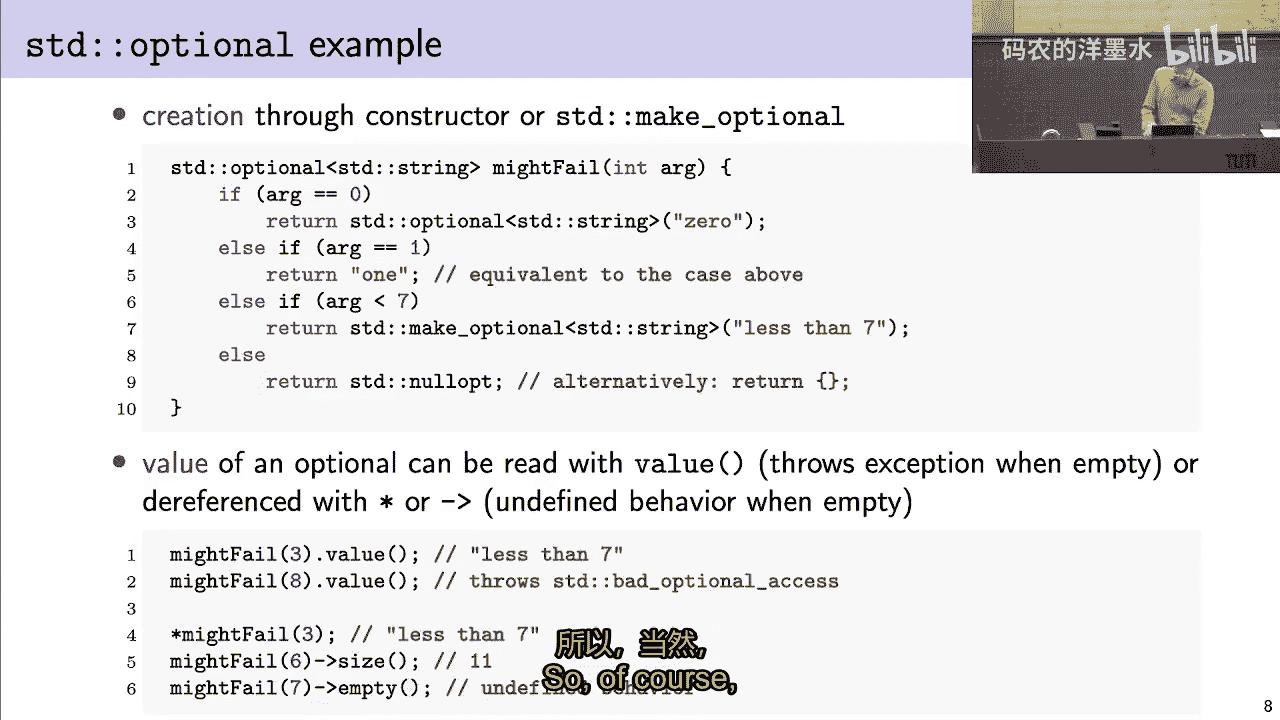 std::optional example
码农的洋墨水 bilibili
• creation through constructor or std::make_optional
1 std::optional<std::string> mightFail(int arg) {
2 if (arg == 0)
3 return std::optional<std::string>("zero");
4 else if (arg == 1)
5 return "one"; // equivalent to the case above
6 else if (arg < 7)
7 return std::make_optional<std::string>("less than 7");
8 else
9 return std::nullopt; // alternatively: return {};
10 }
• value of an optional can be read with value() (throws exception when empty) or
dereferenced with * or -> (undefined behavior when empty)
1 mightFail(3).value(); // "less than 7"
2 mightFail(8).value(); // throws std::bad_optional_access
3
4 *mightFail(3); // "less than 7"
5 mightFail(6)->size(); // 11
6 mightFail(7)->empty(); // undefined behavior
所以，当然，
So, of course,
8